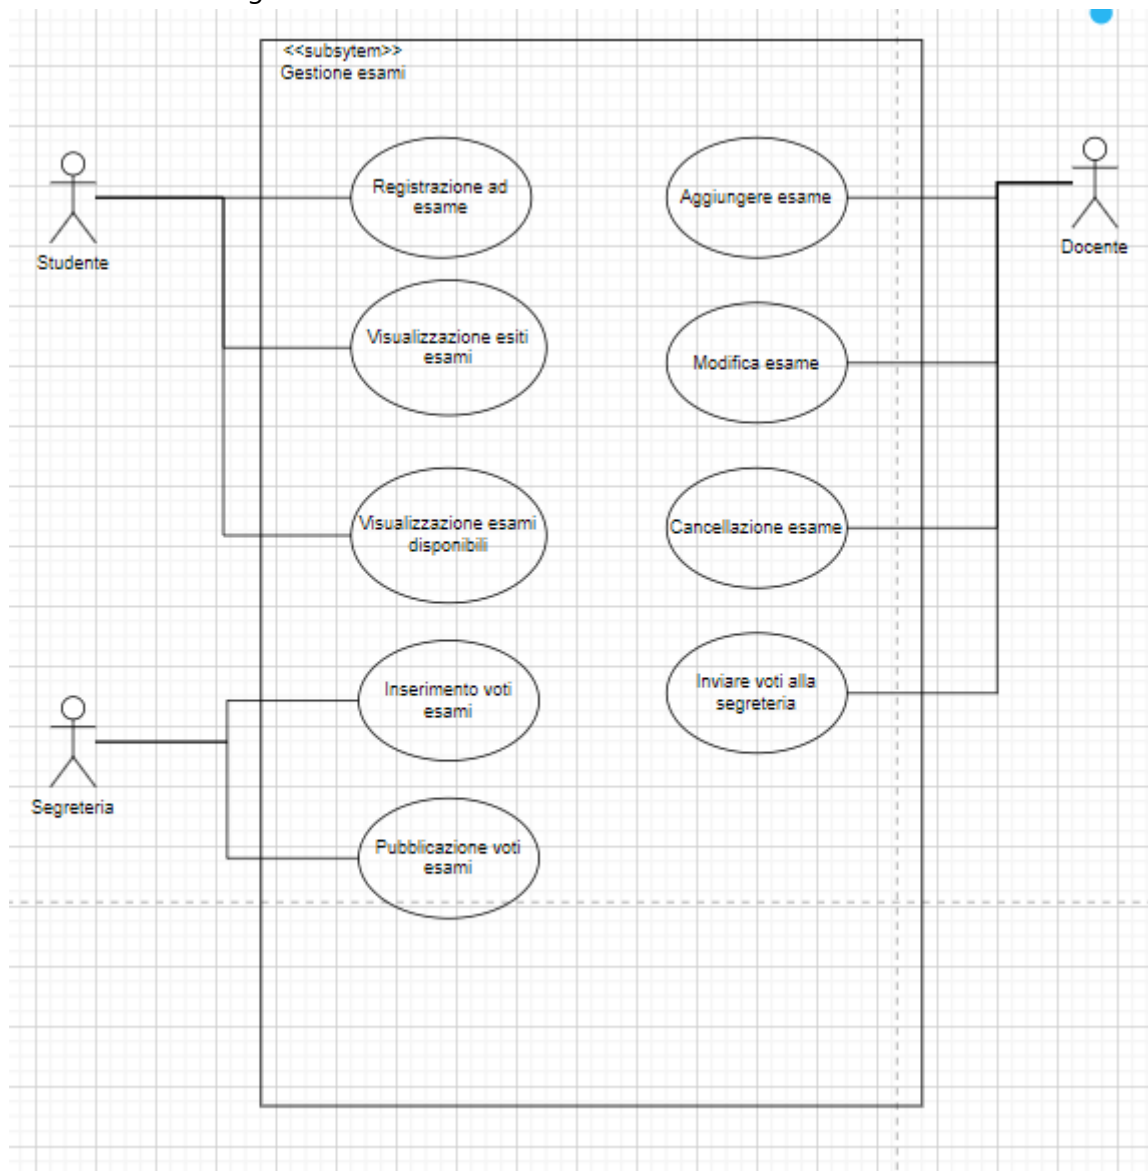 <<subsytem>>
Gestione esami
Registrazione ad
esame
Aggiungere esame
Studente
Docente
Visualizzazione esiti
esami
Modifica esame
Visualizzazione esami
disponibili
Cancellazione esame
Inserimento voti
esami
Inviare voti alla
segreteria
Segreteria
Pubblicazione voti
esami